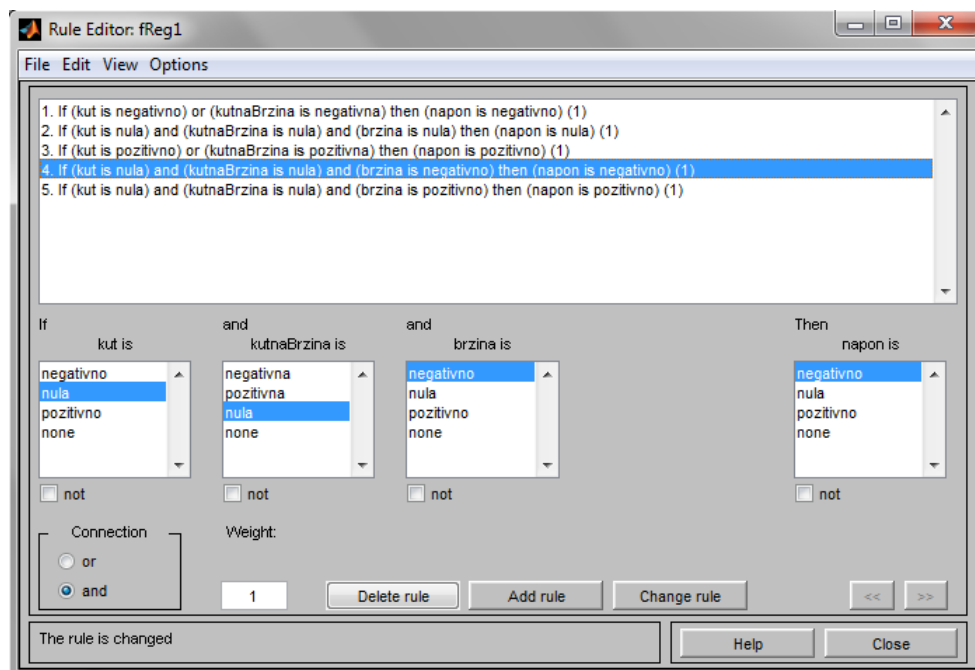 Rule Editor: fReg1
File Edit View Options
1. If (kut is negativno) or (kutnaBrzina is negativna) then (napon is negativno) (1)
2. If (kut is nula) and (kutnaBrzina is nula) and (brzina is nula) then (napon is nula) (1)
3. If (kut is pozitivno) or (kutnaBrzina is pozitivna) then (napon is pozitivno) (1)
4. If (kut is nula) and (kutnaBrzina is nula) and (brzina is negativno) then (napon is negativno) (1)
5. If (kut is nula) and (kutnaBrzina is nula) and (brzina is pozitivno) then (napon is pozitivno) (1)
If
kut is
negativno
nula
pozitivno
none
not
and
kutnaBrzina is
negativna
pozitivna
nula
none
not
and
brzina is
negativno
nula
pozitivno
none
not
Then
napon is
negativno
nula
pozitivno
none
not
Connection
or
and
Weight:
1
Delete rule
Add rule
Change rule
<<
>>
The rule is changed
Help
Close